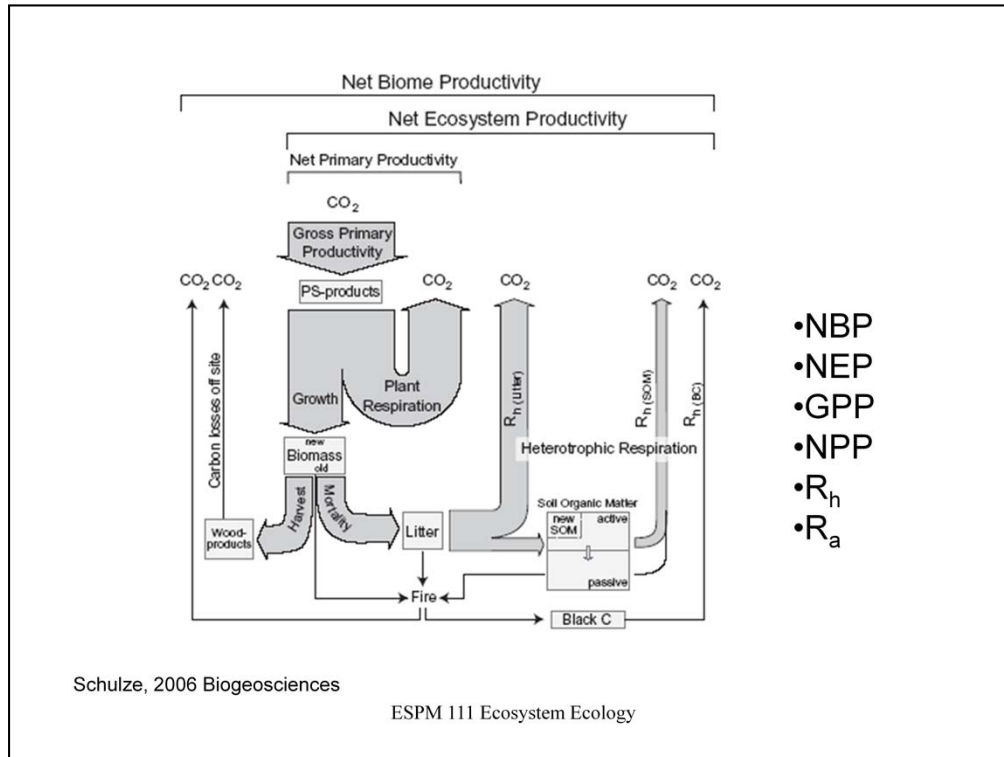 Net Biome Productivity
Net Ecosystem Productivity
Net Primary Productivity
CO2
Gross Primary
Productivity
CO2 CO2
PS-products
CO2
CO2
CO2
CO2
Carbon losses off site
Growth
Plant
Respiration
Rh (Litter)
Rh (SOM)
Rh (BC)
Heterotrophic Respiration
new
Biomass
old
Harvest
Mortality
Wood-
products
Litter
Soil Organic Matter
new
SOM
active
passive
Fire
Black C
•NBP
•NEP
•GPP
•NPP
•Rh
•Ra
Schulze, 2006 Biogeosciences
ESPM 111 Ecosystem Ecology